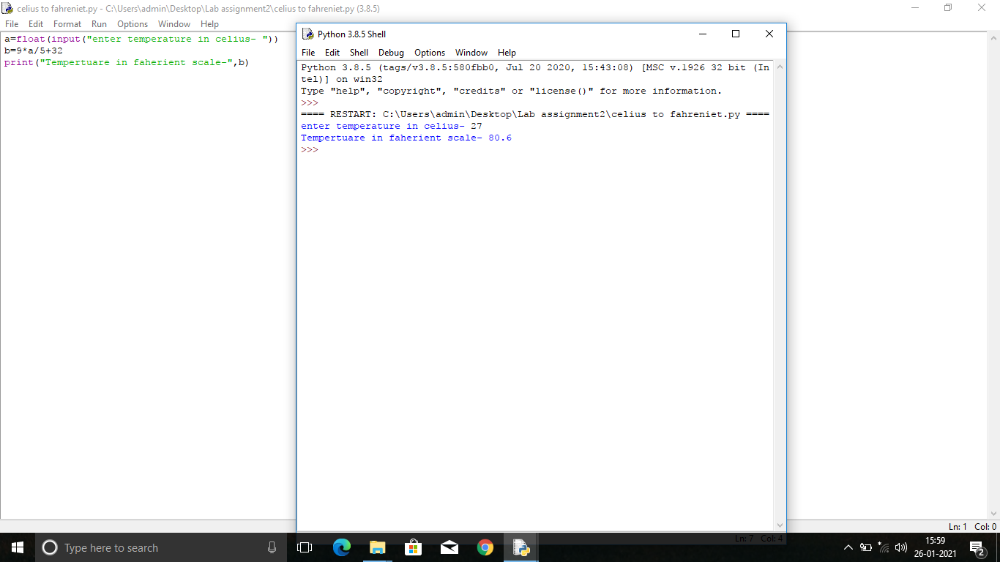 celius to fahreniet.py - C:\Users\admin\Desktop\Lab assignment2\celius to fahreniet.py (3.8.5)
File Edit Format Run Options Window Help
a=float(input("enter temperature in celius- "))
b=9*a/5+32
print("Tempertuare in faherient scale-",b)
Python 3.8.5 Shell
File Edit Shell Debug Options Window Help
Python 3.8.5 (tags/v3.8.5:580fbb0, Jul 20 2020, 15:43:08) [MSC v.1926 32 bit (In
tel)] on win32
Type "help", "copyright", "credits" or "license()" for more information.
>>>
==== RESTART: C:\Users\admin\Desktop\Lab assignment2\celius to fahreniet.py ====
enter temperature in celius- 27
Tempertuare in faherient scale- 80.6
>>>
Ln: 1 Col: 0
Ln: 7 Col: 4
Type here to search
15:59
26-01-2021
2